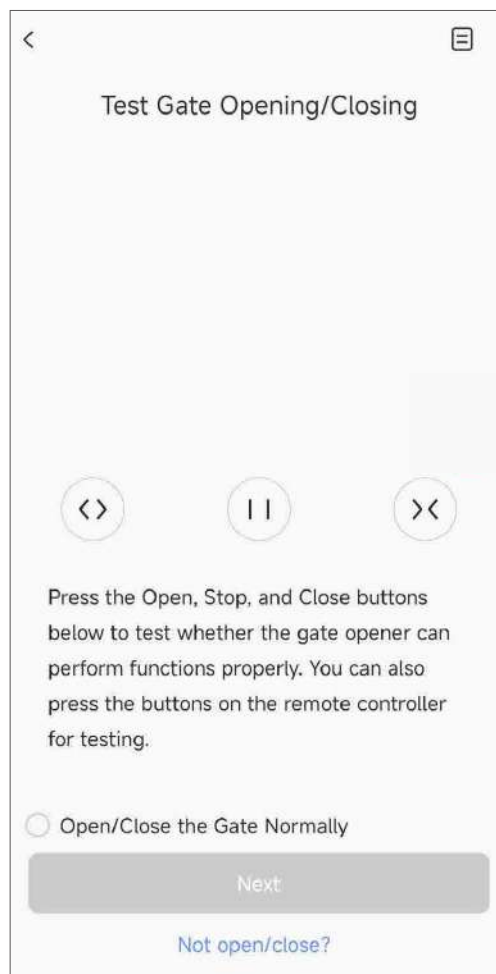 Test Gate Opening/Closing
Press the Open, Stop, and Close buttons
below to test whether the gate opener can
perform functions properly. You can also
press the buttons on the remote controller
for testing.
Open/Close the Gate Normally
Next
Not open/close?